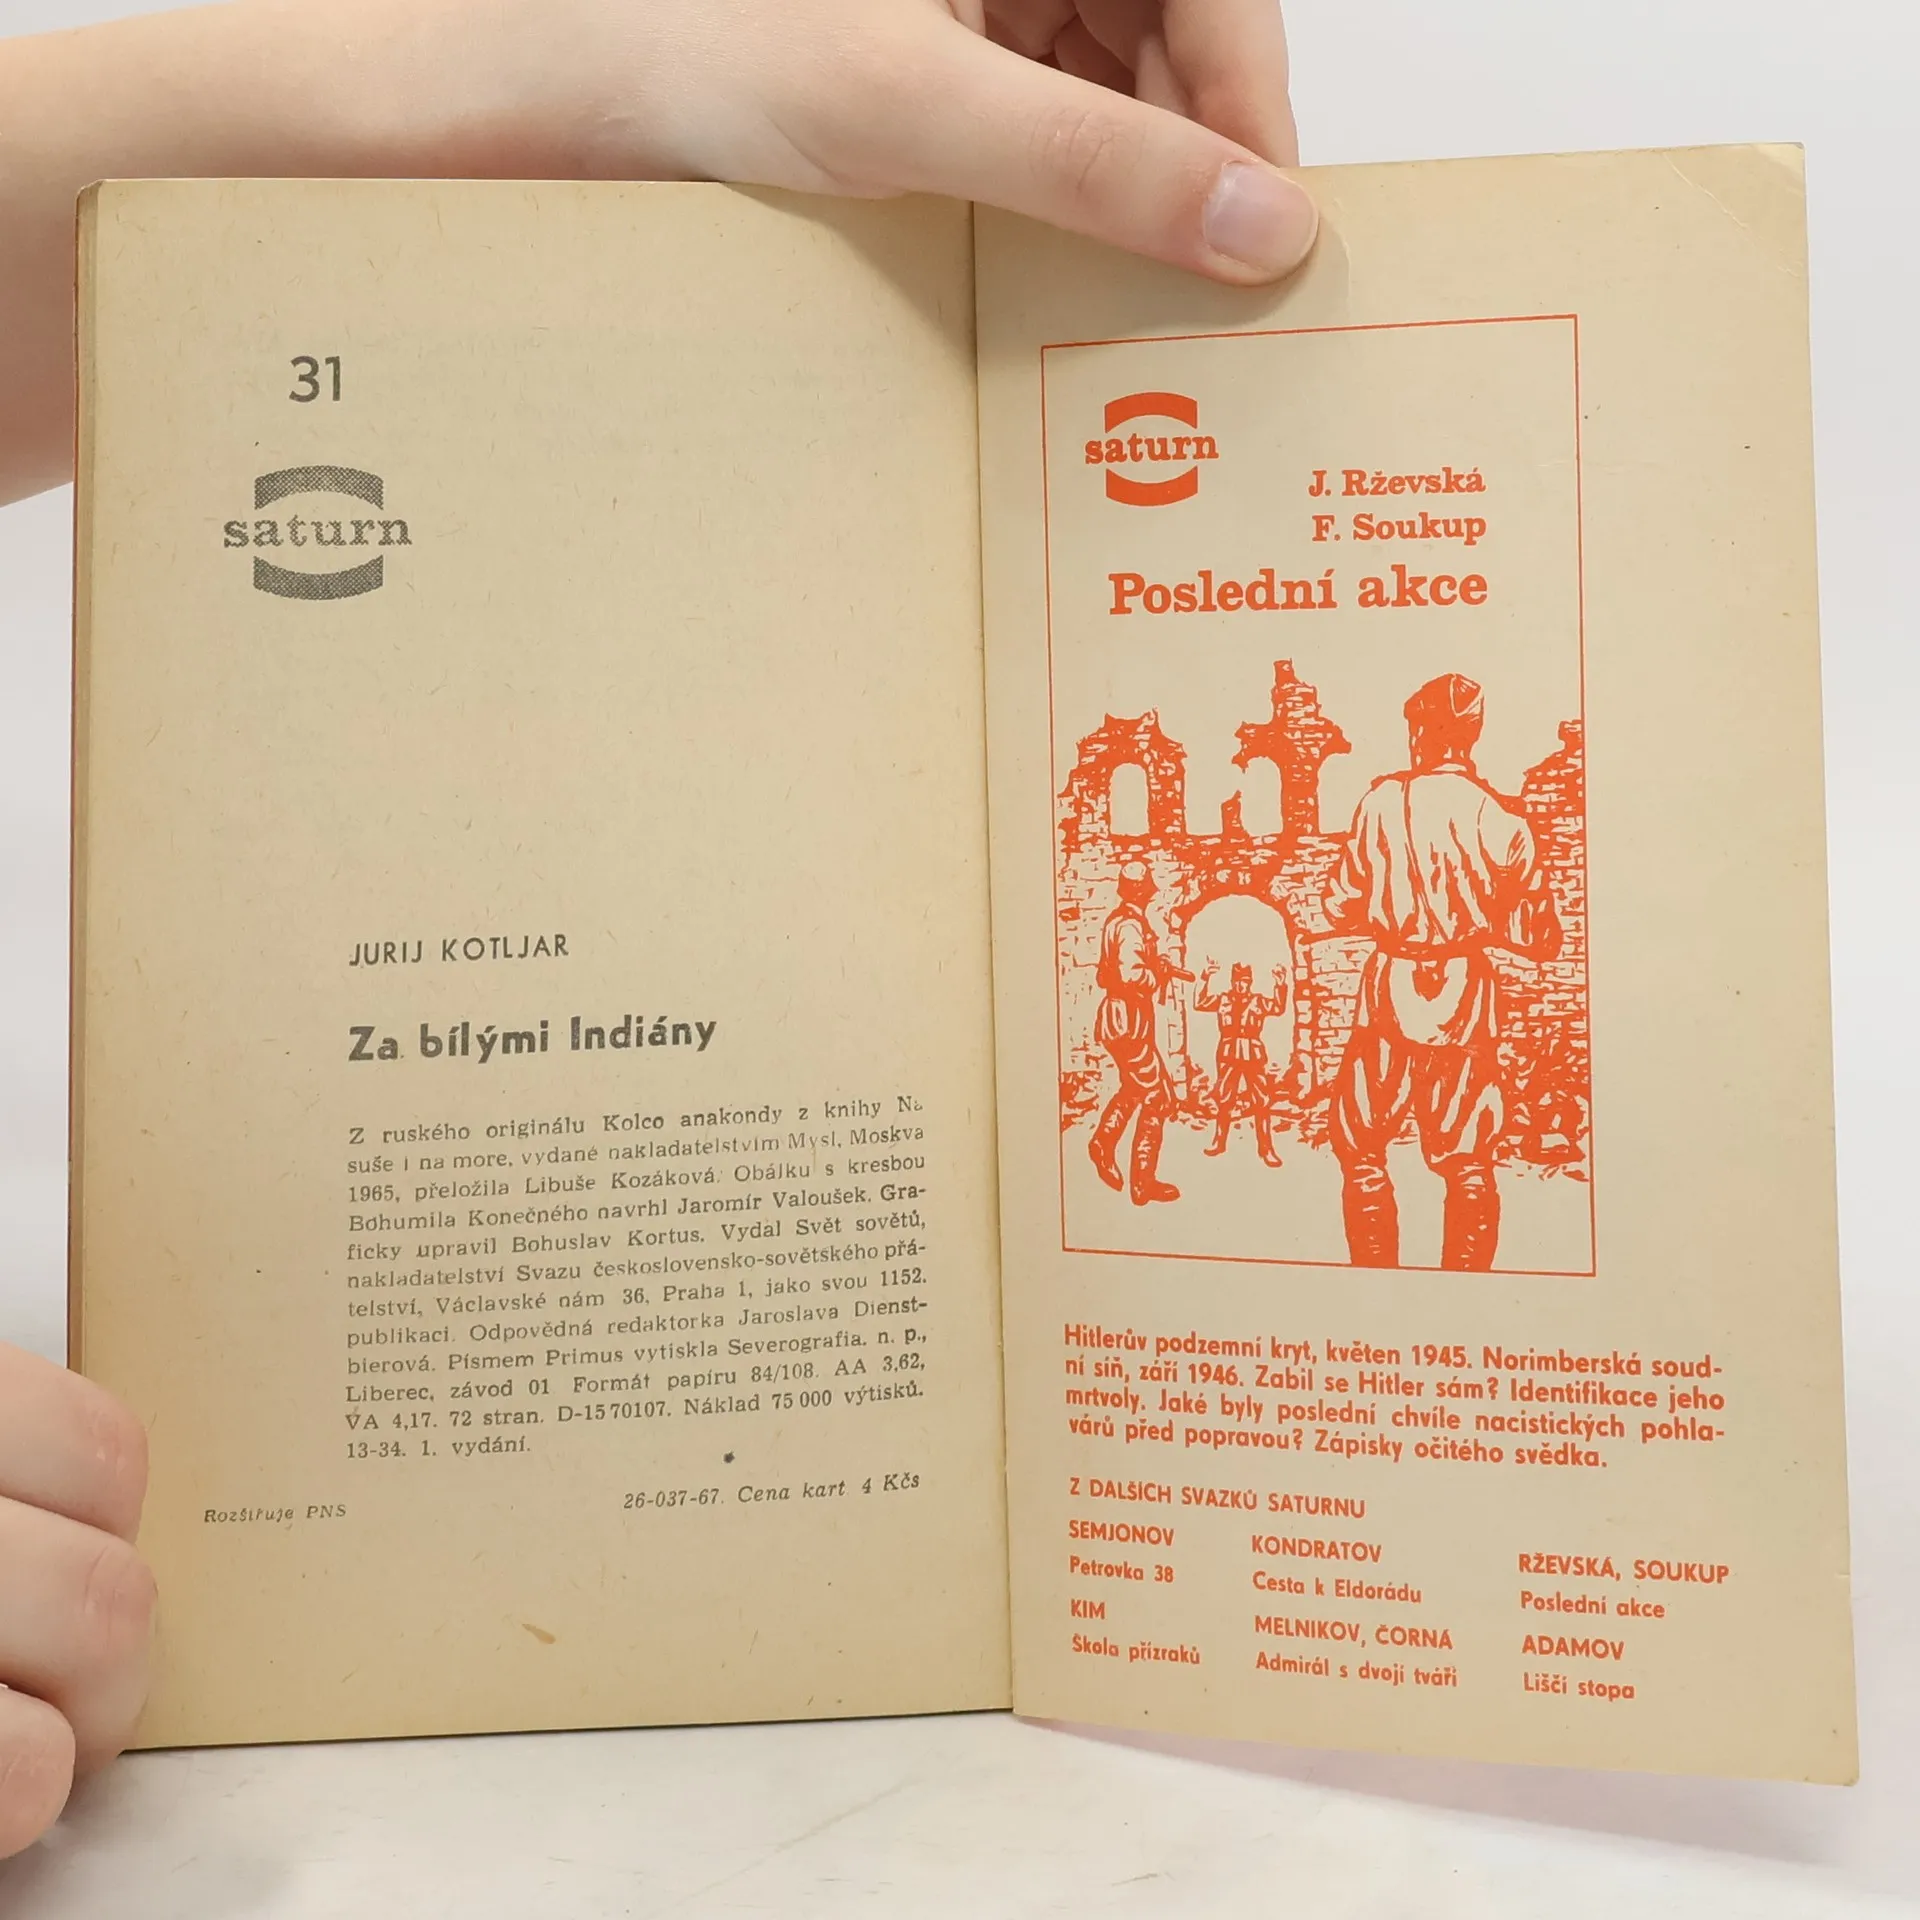 31
saturn
JURIJ KOTLJAR
Za bílými Indiány
Z ruského originálu Kolco anakondy z knihy Na
suše i na more, vydané nakladatelstvím Mysl, Moskva
1965, přeložila Libuše Kozáková. Obálku s kresbou
Bohumila Konečného navrhl Jaromír Valoušek. Gra-
ficky upravil Bohuslav Kortus. Vydal Svět sovětů,
nakladatelství Svazu československo-sovětského přá-
telství, Václavské nám 36, Praha 1, jako svou 1152.
publikaci. Odpovědná redaktorka Jaroslava Dienst-
bierová. Písmem Primus vytiskla Severografia. n. p.,
Liberec, závod 01 Formát papíru 84/108. AA 3,62,
VA 4,17. 72 stran. D-15 70107. Náklad 75 000 výtisků.
13-34. 1. vydání.
26-037-67. Cena kart 4 Kčs
Rozšiřuje PNS
saturn
J. Rževská
F. Soukup
Poslední akce
Hitlerův podzemní kryt, květen 1945. Norimberská soud-
ní síň, září 1946. Zabil se Hitler sám? Identifikace jeho
mrtvoly. Jaké byly poslední chvíle nacistických pohla-
várů před popravou? Zápisky očitého svědka.
Z DALŠÍCH SVAZKŮ SATURNU
SEMJONOV
Petrovka 38
KIM
Škola přízraků
KONDRATOV
Cesta k Eldorádu
MELNIKOV, ČORNÁ
Admirál s dvojí tváří
RŽEVSKÁ, SOUKUP
Poslední akce
ADAMOV
Liščí stopa